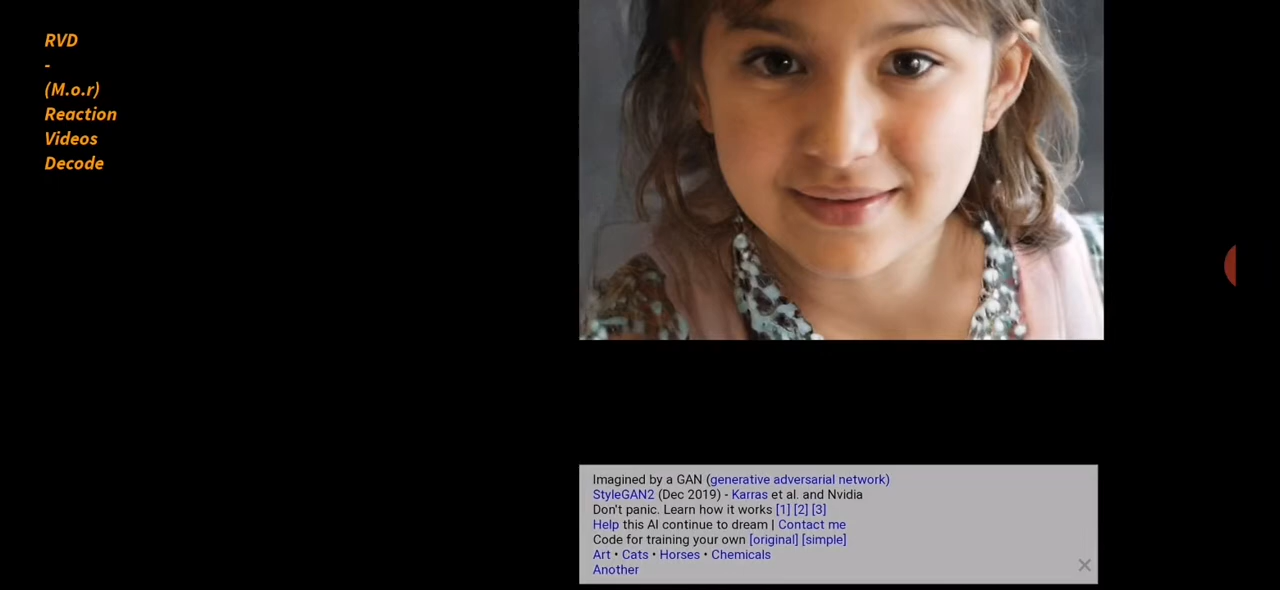 RVD
-
(M.o.r)
Reaction
Videos
Decode
Imagined by a GAN (generative adversarial network)
StyleGAN2 (Dec 2019) - Karras et al. and Nvidia
Don't panic. Learn how it works [1] [2] [3]
Help this AI continue to dream | Contact me
Code for training your own [original] [simple]
Art • Cats • Horses • Chemicals
Another